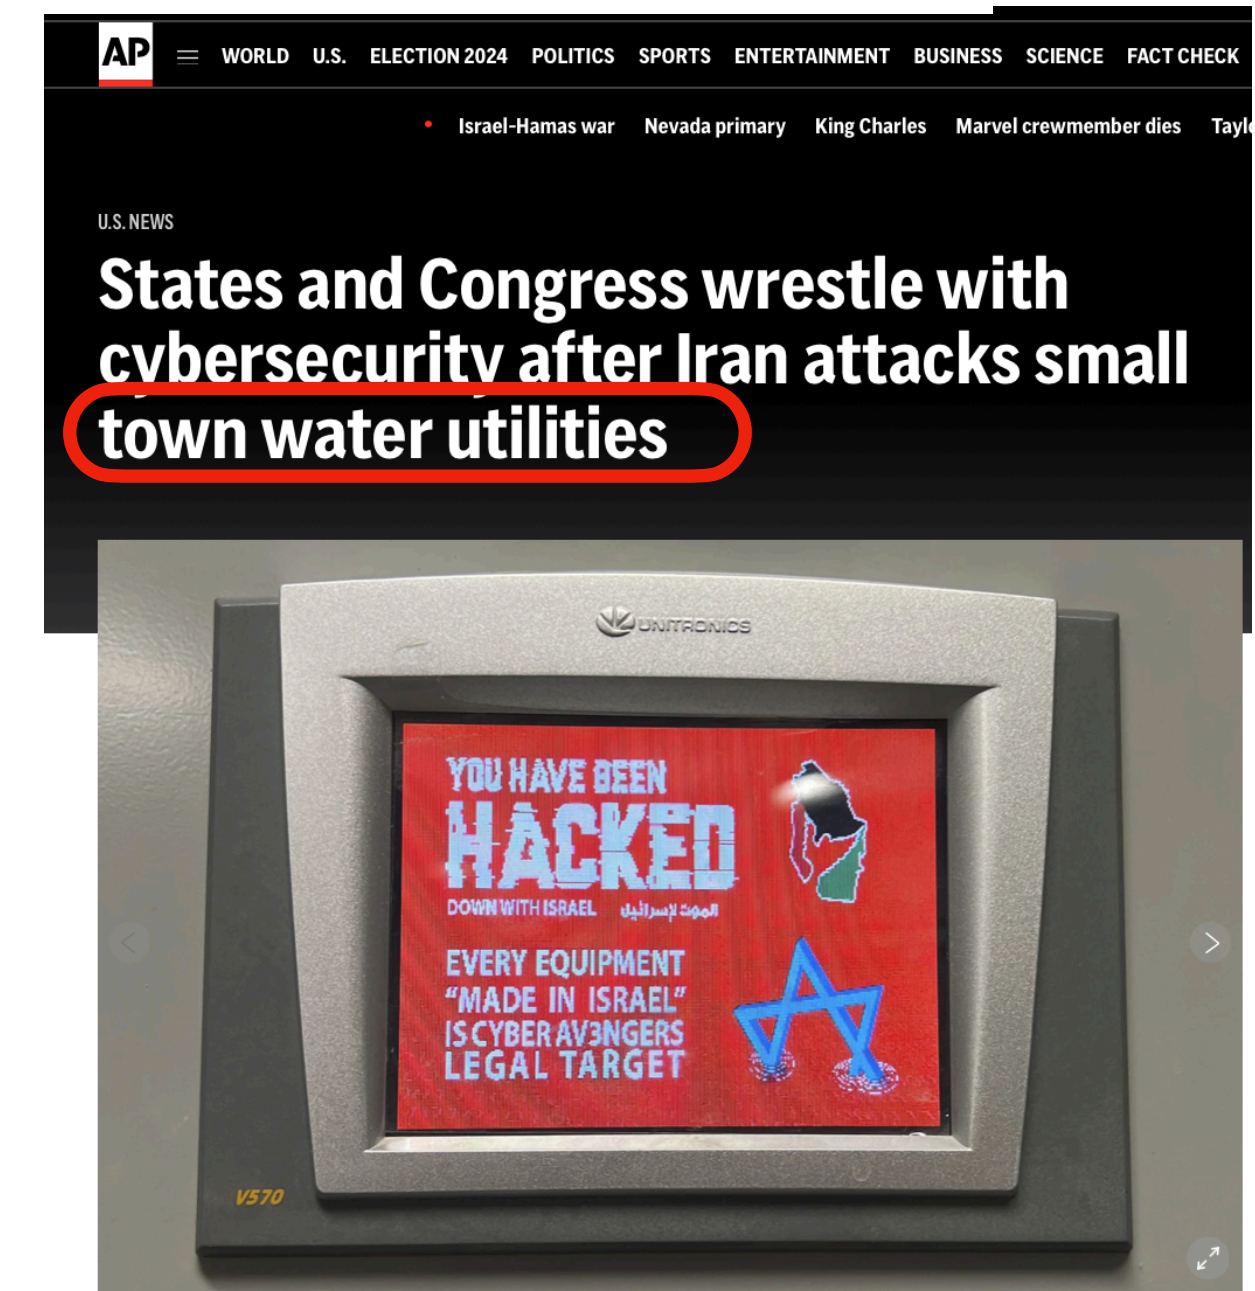 AP
WORLD U.S. ELECTION 2024 POLITICS SPORTS ENTERTAINMENT BUSINESS SCIENCE FACT CHECK
Israel-Hamas war Nevada primary King Charles Marvel crewmember dies Taylo
U.S. NEWS
States and Congress wrestle with
cybersecurity after Iran attacks small
town water utilities
UNITRONICS
YOU HAVE BEEN
HACKED
DOWN WITH ISRAEL الموت لإسرائيل
EVERY EQUIPMENT
“MADE IN ISRAEL”
IS CYBER AV3NGERS
LEGAL TARGET
V570